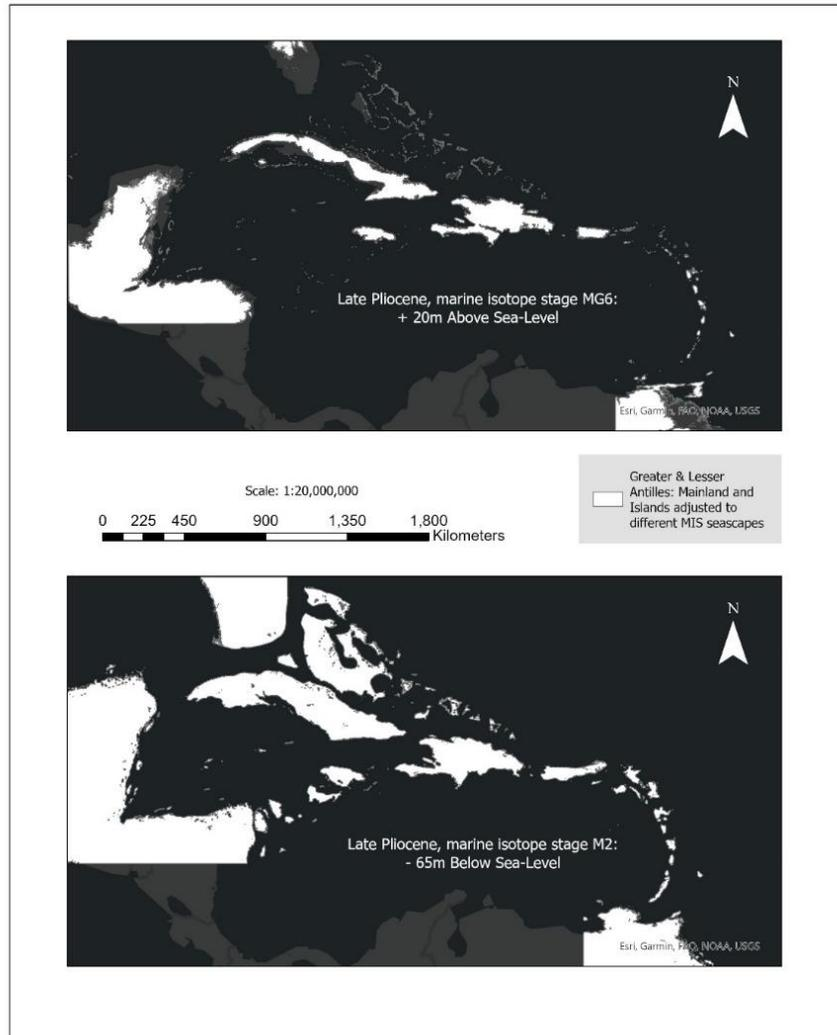 N
Late Pliocene, marine isotope stage MG6:
+ 20m Above Sea-Level
Esri, Garmin, FAO, NOAA, USGS
Scale: 1:20,000,000
0 225 450 900 1,350 1,800
Kilometers
Greater & Lesser
Antilles: Mainland and
Islands adjusted to
different MIS seascapes
N
Late Pliocene, marine isotope stage M2:
- 65m Below Sea-Level
Esri, Garmin, FAO, NOAA, USGS